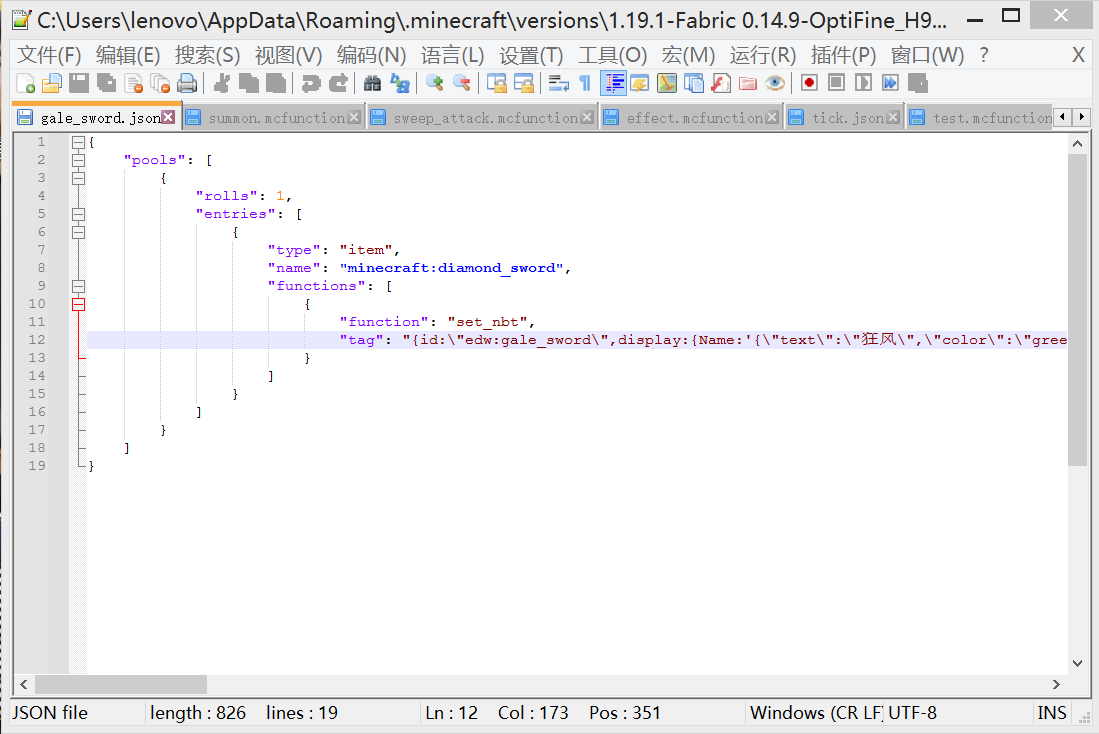 C:\Users\lenovo\AppData\Roaming\.minecraft\versions\1.19.1-Fabric 0.14.9-OptiFine_H9...
文件(F) 编辑(E) 搜索(S) 视图(V) 编码(N) 语言(L) 设置(T) 工具(O) 宏(M) 运行(R) 插件(P) 窗口(W) ? X
gale_sword.json summon.mcfunction sweep_attack.mcfunction effect.mcfunction tick.json test.mcfunction
1 {
2 "pools": [
3 {
4 "rolls": 1,
5 "entries": [
6 {
7 "type": "item",
8 "name": "minecraft:diamond_sword",
9 "functions": [
10 {
11 "function": "set_nbt",
12 "tag": "{id:\"edw:gale_sword\",display:{Name:'{\"text\":\"狂风\",\"color\":\"gree
13 }
14 ]
15 }
16 ]
17 }
18 ]
19 }
JSON file length : 826 lines : 19 Ln : 12 Col : 173 Pos : 351 Windows (CR LF) UTF-8 INS